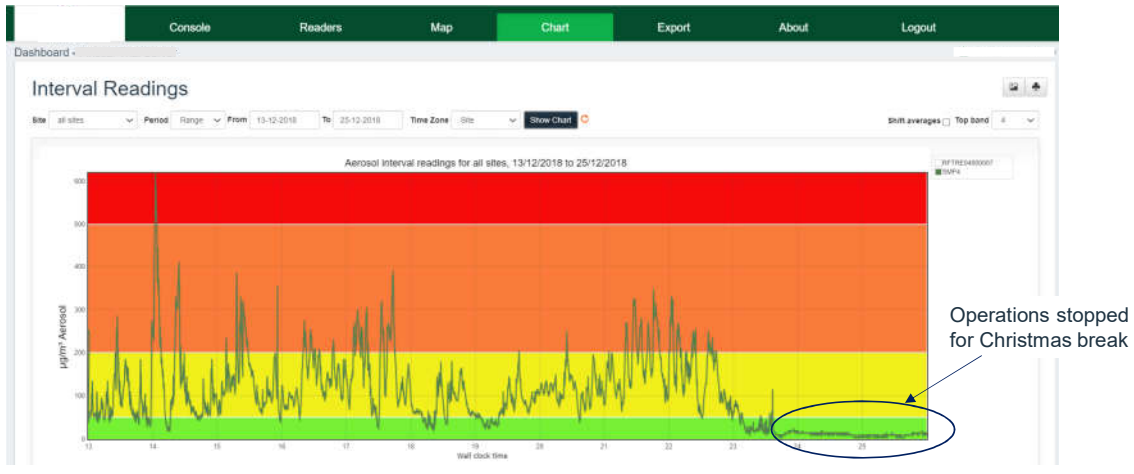 Console Readers Map Chart Export About Logout
Dashboard -
Interval Readings
Site all sites Period Range From 13-12-2018 To 25-12-2018 Time Zone Site Show Chart Shift averages Top band 4
Aerosol interval readings for all sites, 13/12/2018 to 25/12/2018
SMF4
600
500
400
300
200
100
0
µg/m³ Aerosol
13 14 15 16 17 18 19 20 21 22 23 24 25
Wall clock time
Operations stopped
for Christmas break